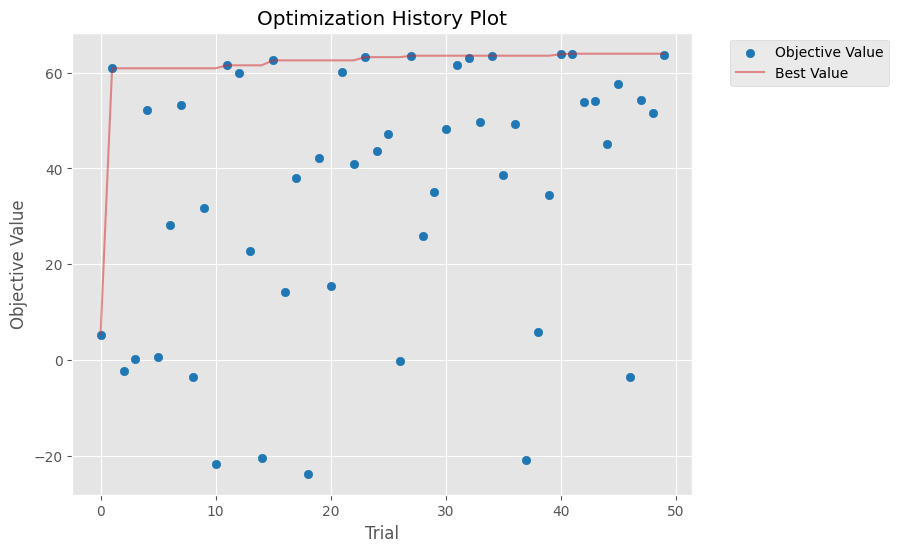 Optimization History Plot
Objective Value
Best Value
Objective Value
60
40
20
0
−20
0 10 20 30 40 50
Trial